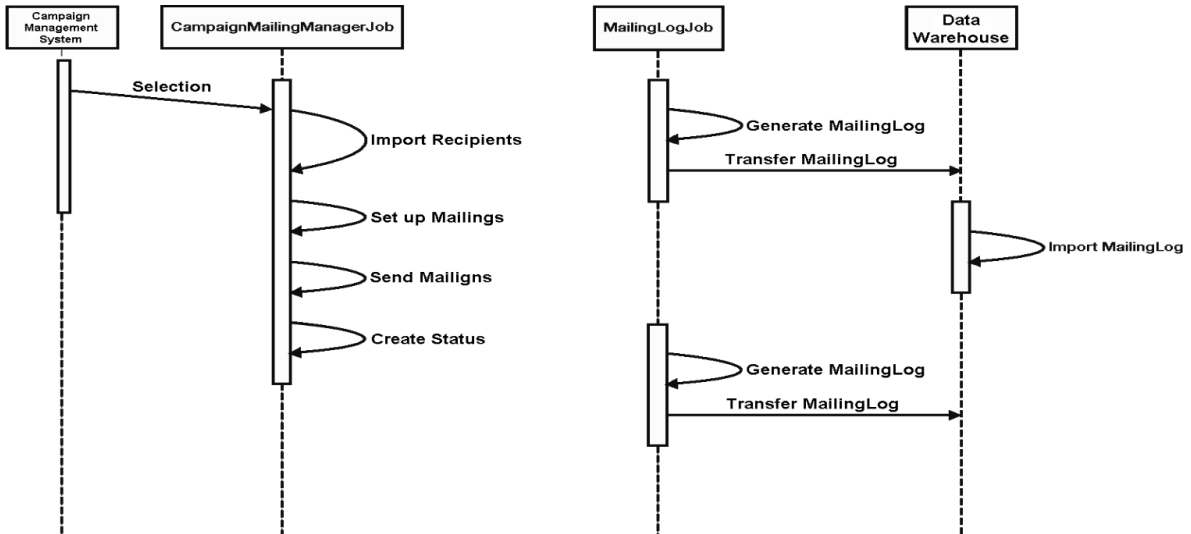 Campaign
Management
System
CampaignMailingManagerJob
MailingLogJob
Data
Warehouse
Selection
Import Recipients
Set up Mailings
Send Mailigns
Create Status
Generate MailingLog
Transfer MailingLog
Import MailingLog
Generate MailingLog
Transfer MailingLog